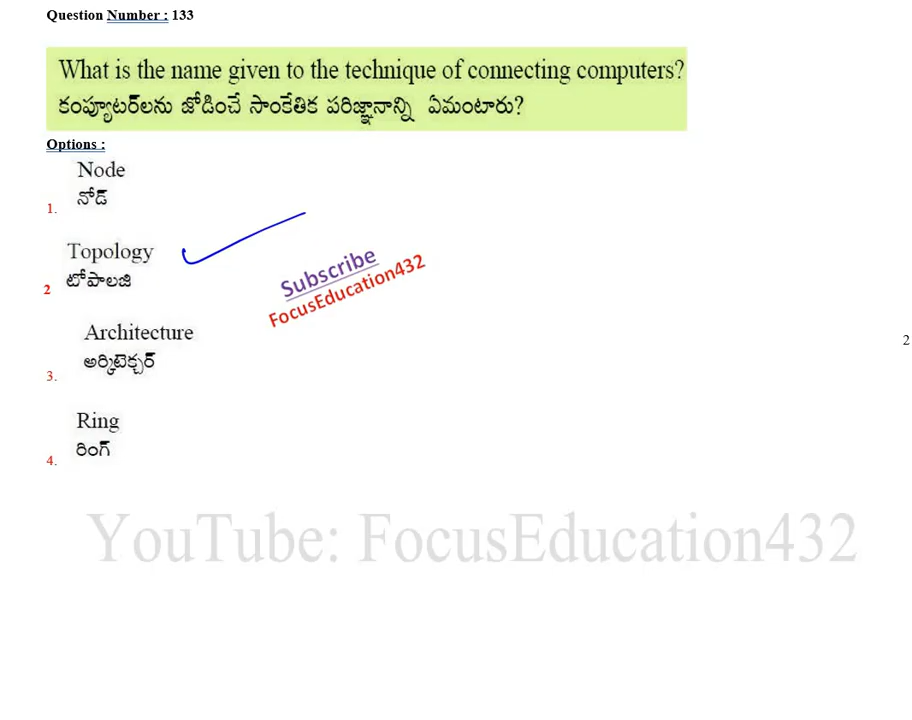 Question Number : 133
What is the name given to the technique of connecting computers?
కంప్యూటర్‌లను జోడించే సాంకేతిక పరిజ్ఞానాన్ని ఏమంటారు?
Options :
Node
నోడ్
1.
Topology
టోపాలజి
2
Subscribe
FocusEducation432
Architecture
అర్కిటెక్చర్
3.
2
Ring
రింగ్
4.
YouTube: FocusEducation432